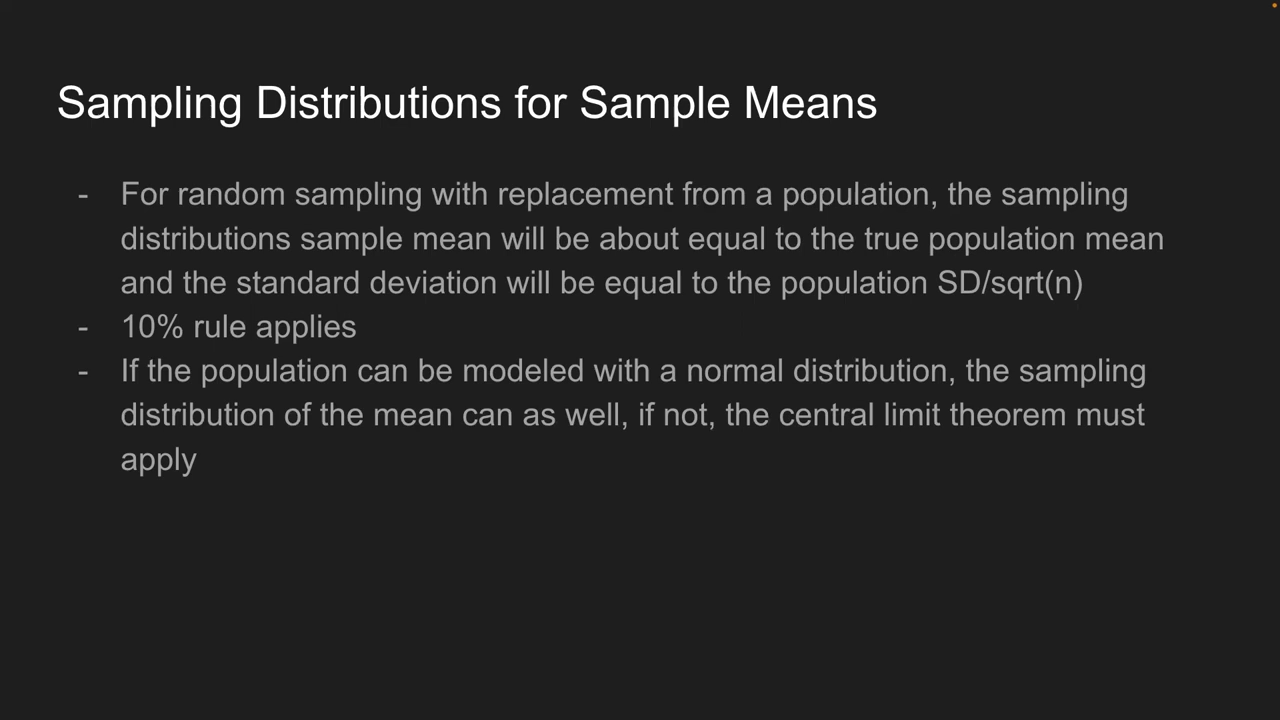 Sampling Distributions for Sample Means
- For random sampling with replacement from a population, the sampling
distributions sample mean will be about equal to the true population mean
and the standard deviation will be equal to the population SD/sqrt(n)
- 10% rule applies
- If the population can be modeled with a normal distribution, the sampling
distribution of the mean can as well, if not, the central limit theorem must
apply